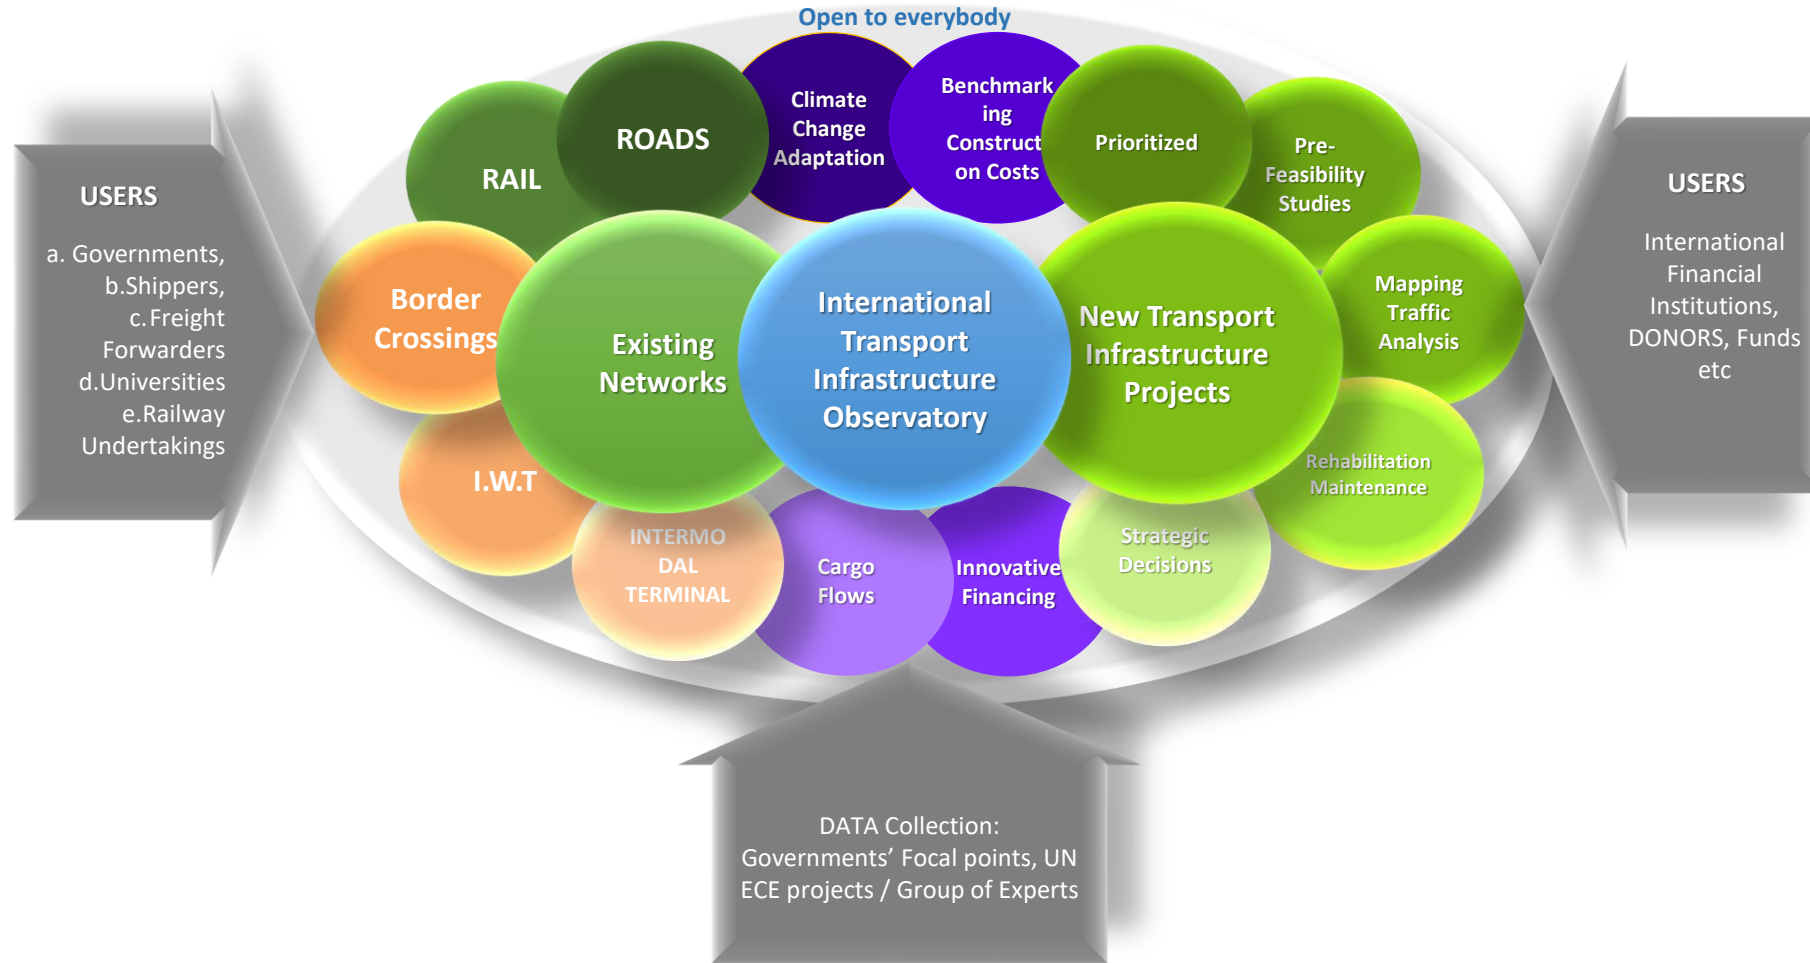 Open to everybody
USERS
a. Governments,
b.Shippers,
c.Freight
Forwarders
d.Universities
e.Railway
Undertakings
RAIL
ROADS
Climate
Change
Adaptation
Benchmark
ing
Constructi
on Costs
Prioritized
Pre-
Feasibility
Studies
Border
Crossings
Existing
Networks
International
Transport
Infrastructure
Observatory
New Transport
Infrastructure
Projects
Mapping
Traffic
Analysis
I.W.T
INTERMO
DAL
TERMINAL
Cargo
Flows
Innovative
Financing
Strategic
Decisions
Rehabilitation
Maintenance
USERS
International
Financial
Institutions,
DONORS, Funds
etc
DATA Collection:
Governments’ Focal points, UN
ECE projects / Group of Experts